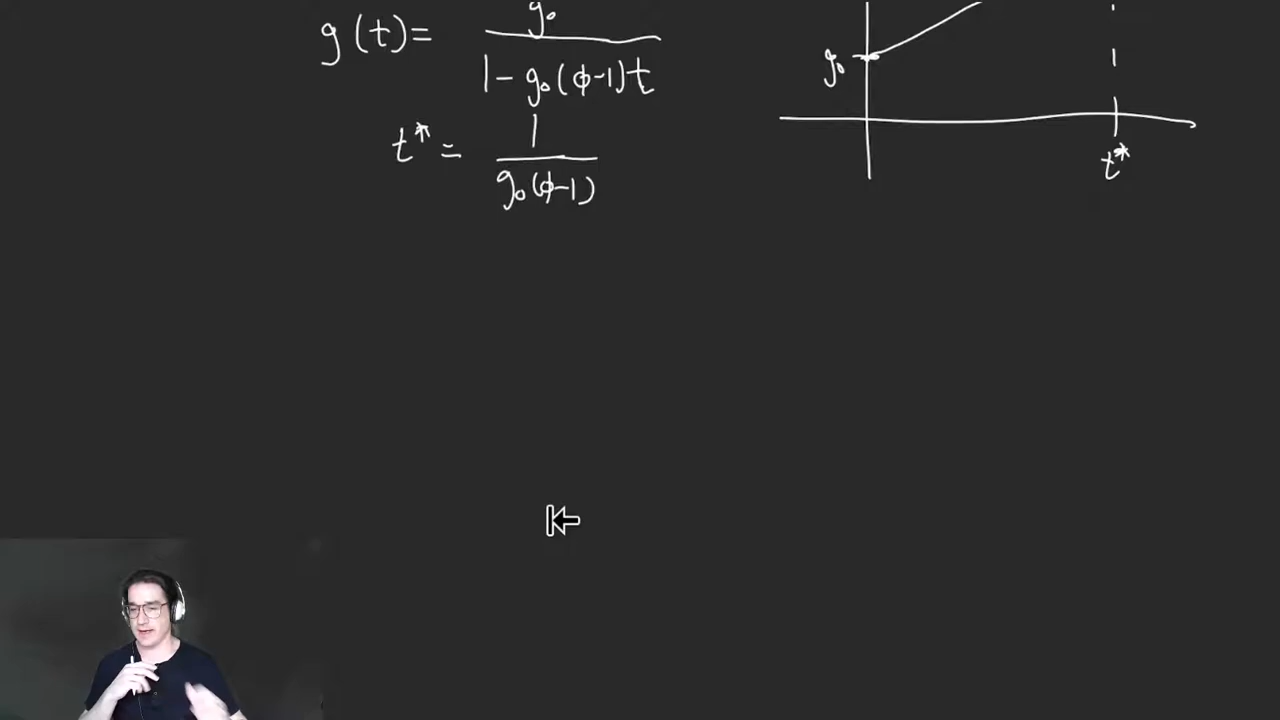 g(t) = g₀ / (1 - g₀(φ-1)t)
t* = 1 / (g₀(φ-1))
g₀
t*